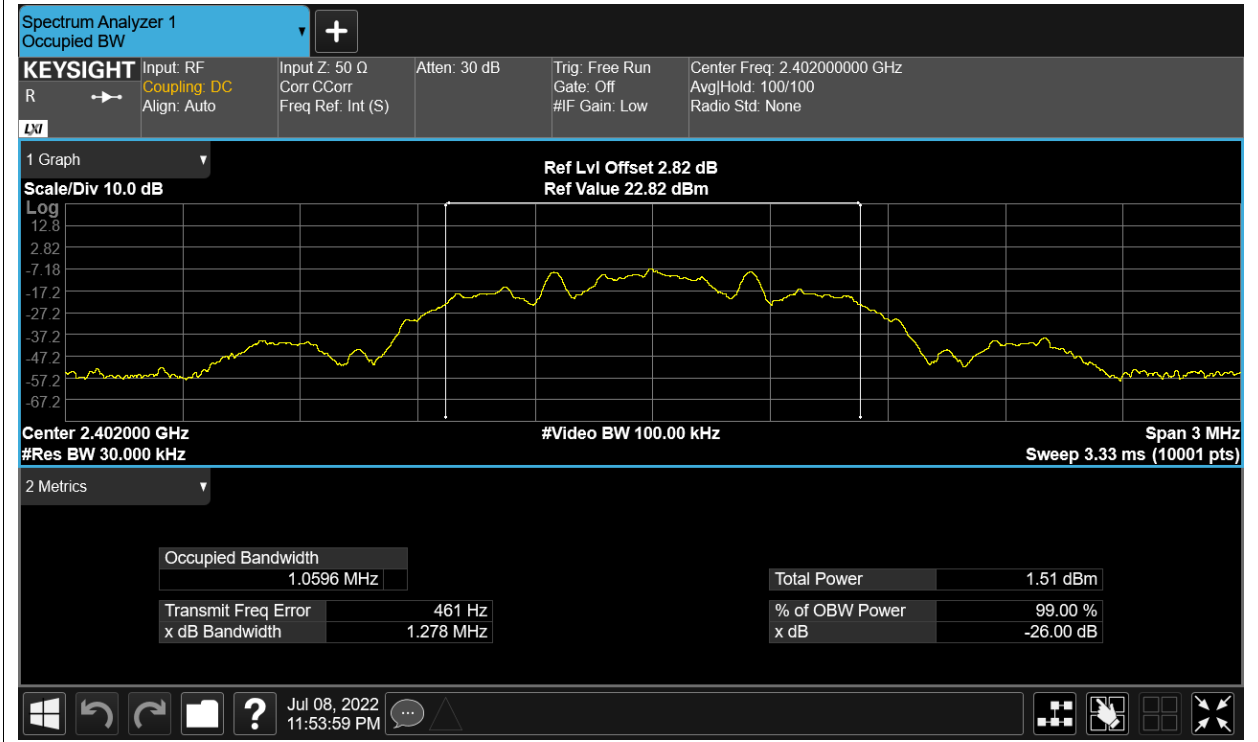 Spectrum Analyzer 1
Occupied BW
KEYSIGHT
R
LXI
Input: RF
Coupling: DC
Align: Auto
Input Z: 50 Ω
Corr CCorr
Freq Ref: Int (S)
Atten: 30 dB
Trig: Free Run
Gate: Off
#IF Gain: Low
Center Freq: 2.402000000 GHz
Avg|Hold: 100/100
Radio Std: None
1 Graph
Scale/Div 10.0 dB
Ref Lvl Offset 2.82 dB
Ref Value 22.82 dBm
Log
12.8
2.82
-7.18
-17.2
-27.2
-37.2
-47.2
-57.2
-67.2
Center 2.402000 GHz
#Video BW 100.00 kHz
Span 3 MHz
#Res BW 30.000 kHz
Sweep 3.33 ms (10001 pts)
2 Metrics
Occupied Bandwidth
1.0596 MHz
Total Power 1.51 dBm
Transmit Freq Error 461 Hz
% of OBW Power 99.00 %
x dB Bandwidth 1.278 MHz
x dB -26.00 dB
?
Jul 08, 2022
11:53:59 PM